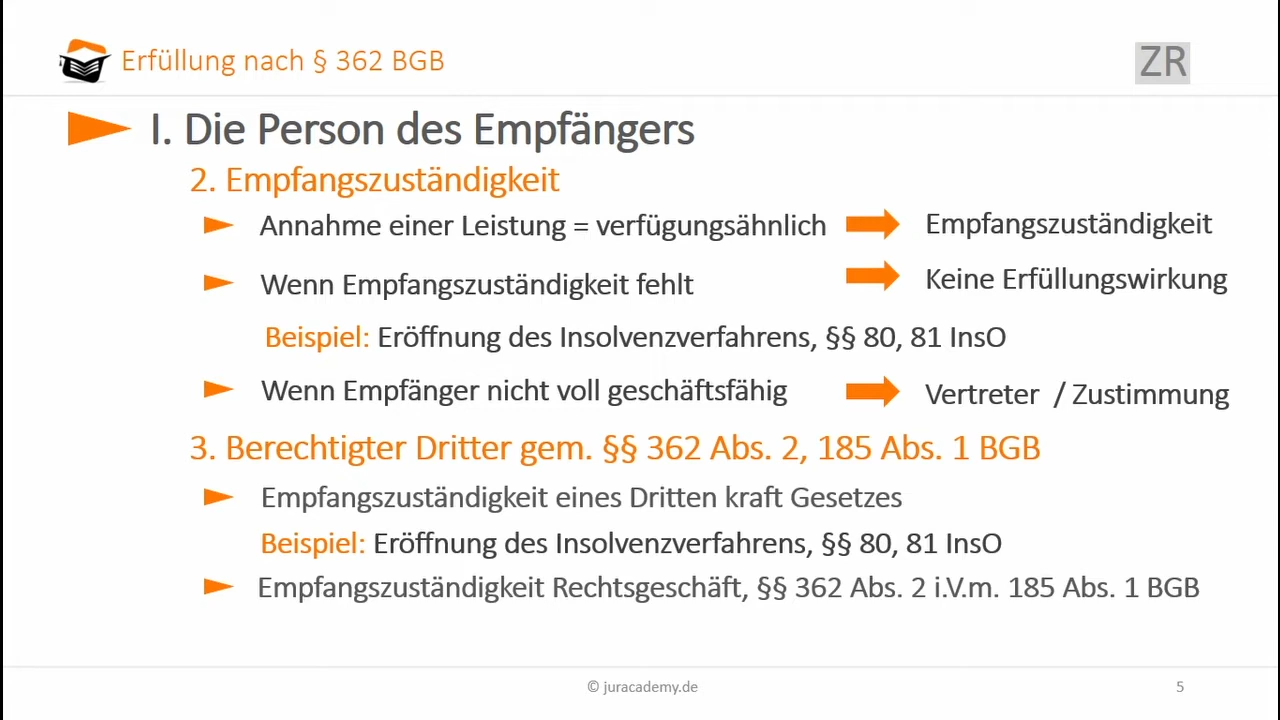 Erfüllung nach § 362 BGB
ZR
I. Die Person des Empfängers
2. Empfangszuständigkeit
Annahme einer Leistung = verfügungsähnlich Empfangszuständigkeit
Wenn Empfangszuständigkeit fehlt Keine Erfüllungswirkung
Beispiel: Eröffnung des Insolvenzverfahrens, §§ 80, 81 InsO
Wenn Empfänger nicht voll geschäftsfähig Vertreter / Zustimmung
3. Berechtigter Dritter gem. §§ 362 Abs. 2, 185 Abs. 1 BGB
Empfangszuständigkeit eines Dritten kraft Gesetzes
Beispiel: Eröffnung des Insolvenzverfahrens, §§ 80, 81 InsO
Empfangszuständigkeit Rechtsgeschäft, §§ 362 Abs. 2 i.V.m. 185 Abs. 1 BGB
© juracademy.de
5